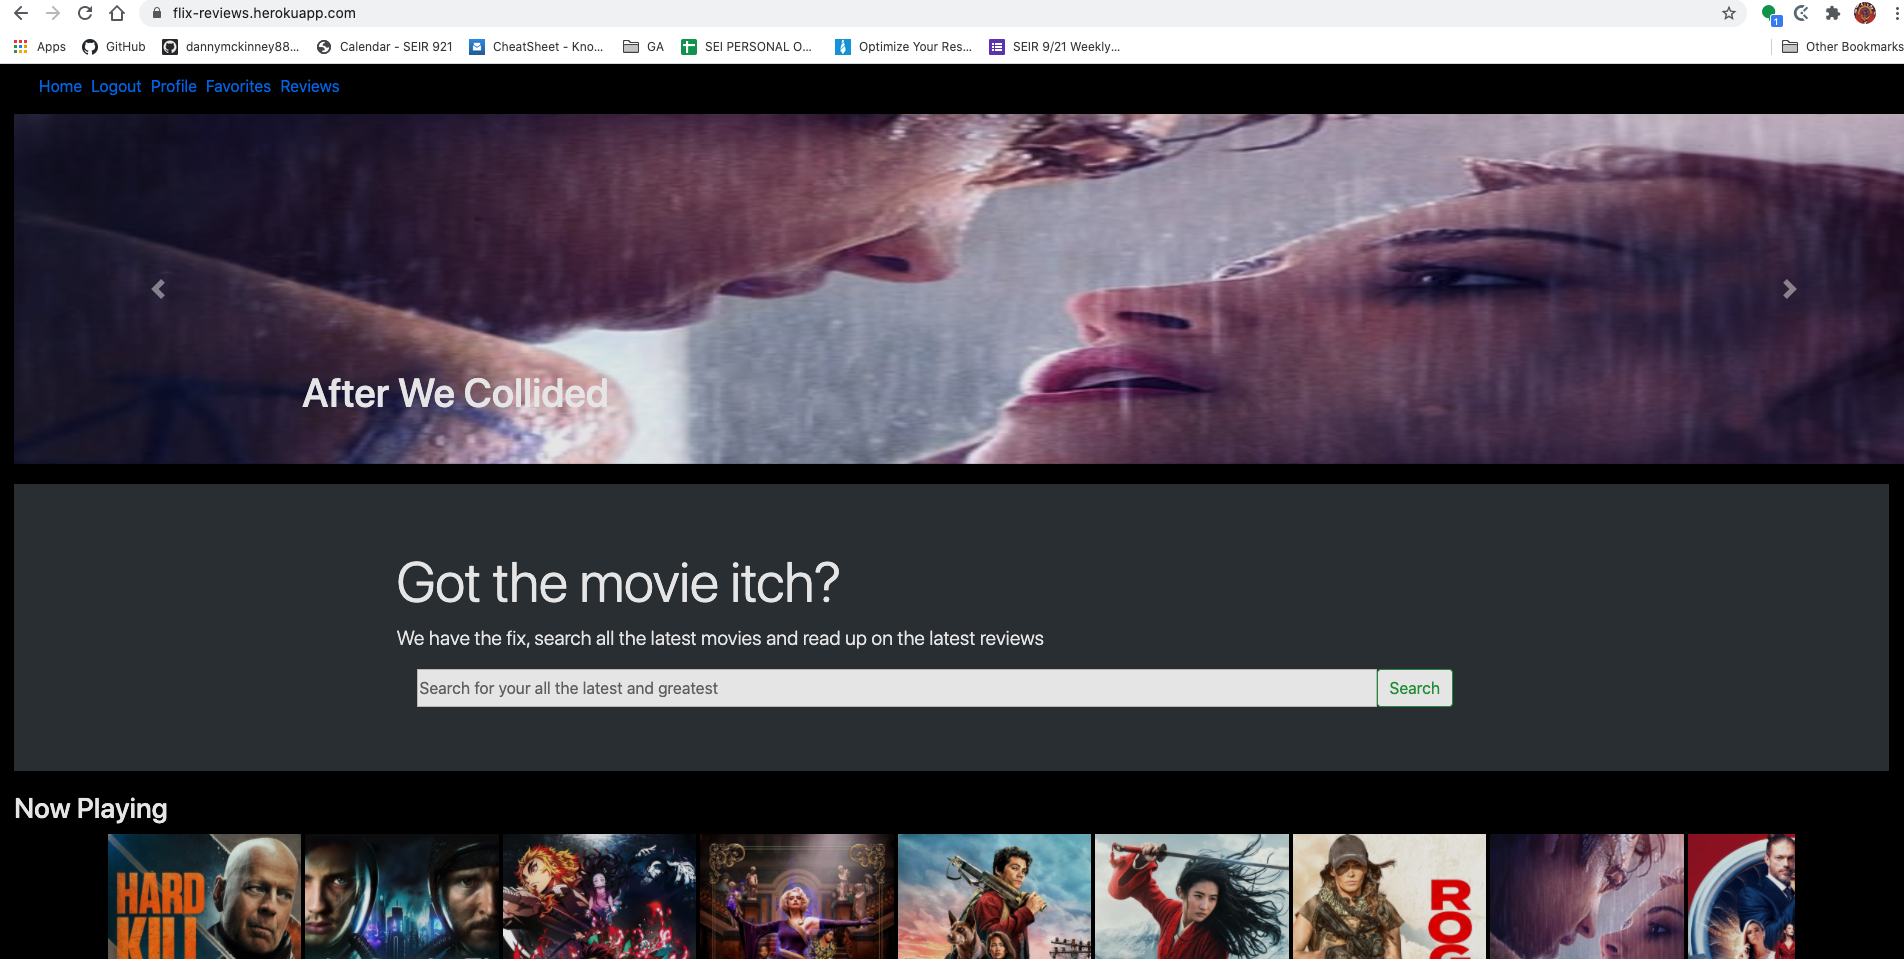 flix-reviews.herokuapp.com
1
Apps GitHub dannymckinney88... Calendar - SEIR 921 CheatSheet - Kno... GA SEI PERSONAL O... Optimize Your Res... SEIR 9/21 Weekly... Other Bookmarks
Home Logout Profile Favorites Reviews
After We Collided
Got the movie itch?
We have the fix, search all the latest movies and read up on the latest reviews
Search for your all the latest and greatest Search
Now Playing
HARD
KILL
R
O
G